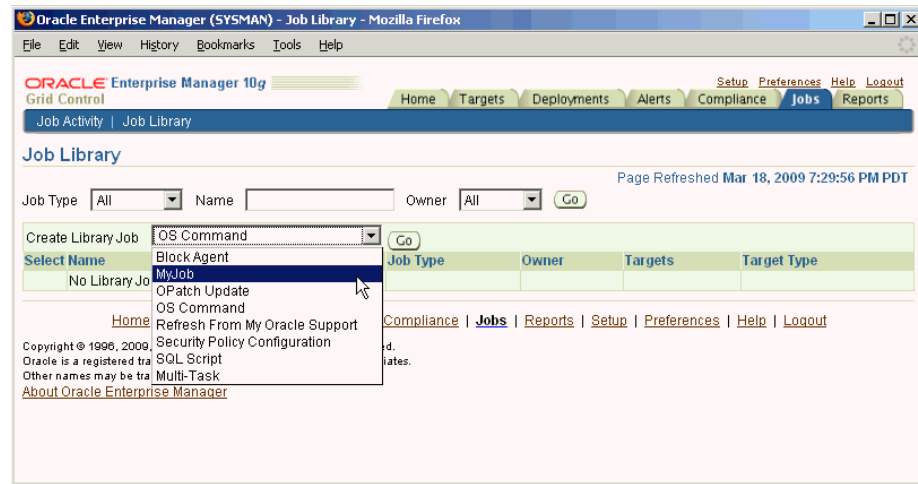 Oracle Enterprise Manager (SYSMAN) - Job Library - Mozilla Firefox
File Edit View History Bookmarks Tools Help
ORACLE Enterprise Manager 10g
Grid Control
Setup Preferences Help Logout
Home Targets Deployments Alerts Compliance Jobs Reports
Job Activity | Job Library
Job Library
Page Refreshed Mar 18, 2009 7:29:56 PM PDT
Job Type All Name Owner All Go
Create Library Job OS Command Go
Block Agent
MyJob
OPatch Update
OS Command
Refresh From My Oracle Support
Security Policy Configuration
SQL Script
Multi-Task
Select Name Job Type Owner Targets Target Type
No Library Jo
Home Compliance | Jobs | Reports | Setup | Preferences | Help | Logout
Copyright © 1996, 2009, d.
Oracle is a registered tra iates.
Other names may be tra
About Oracle Enterprise Manager